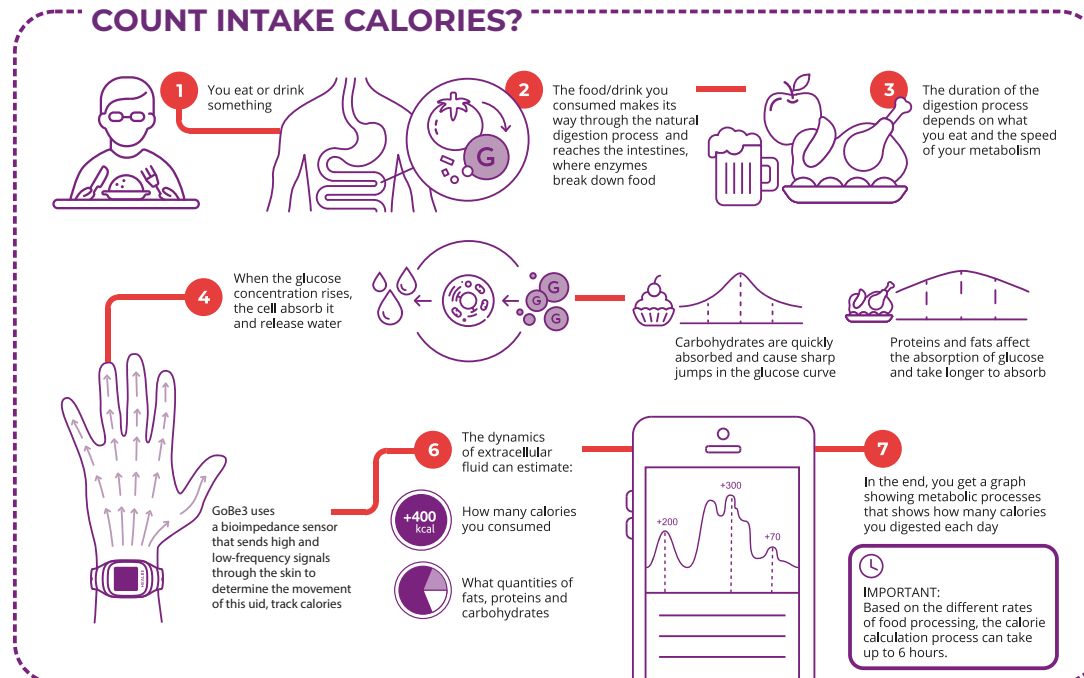 COUNT INTAKE CALORIES?
1
You eat or drink
something
G
2
The food/drink you
consumed makes its
way through the natural
digestion process and
reaches the intestines,
where enzymes
break down food
3
The duration of the
digestion process
depends on what
you eat and the speed
of your metabolism
4
When the glucose
concentration rises,
the cell absorb it
and release water
G
G
G
Carbohydrates are quickly
absorbed and cause sharp
jumps in the glucose curve
Proteins and fats affect
the absorption of glucose
and take longer to absorb
HEALBE
GoBe3 uses
a bioimpedance sensor
that sends high and
low-frequency signals
through the skin to
determine the movement
of this uid, track calories
6
The dynamics
of extracellular
fluid can estimate:
+400
kcal
How many calories
you consumed
What quantities of
fats, proteins and
carbohydrates
+200
+300
+70
7
In the end, you get a graph
showing metabolic processes
that shows how many calories
you digested each day
IMPORTANT:
Based on the different rates
of food processing, the calorie
calculation process can take
up to 6 hours.